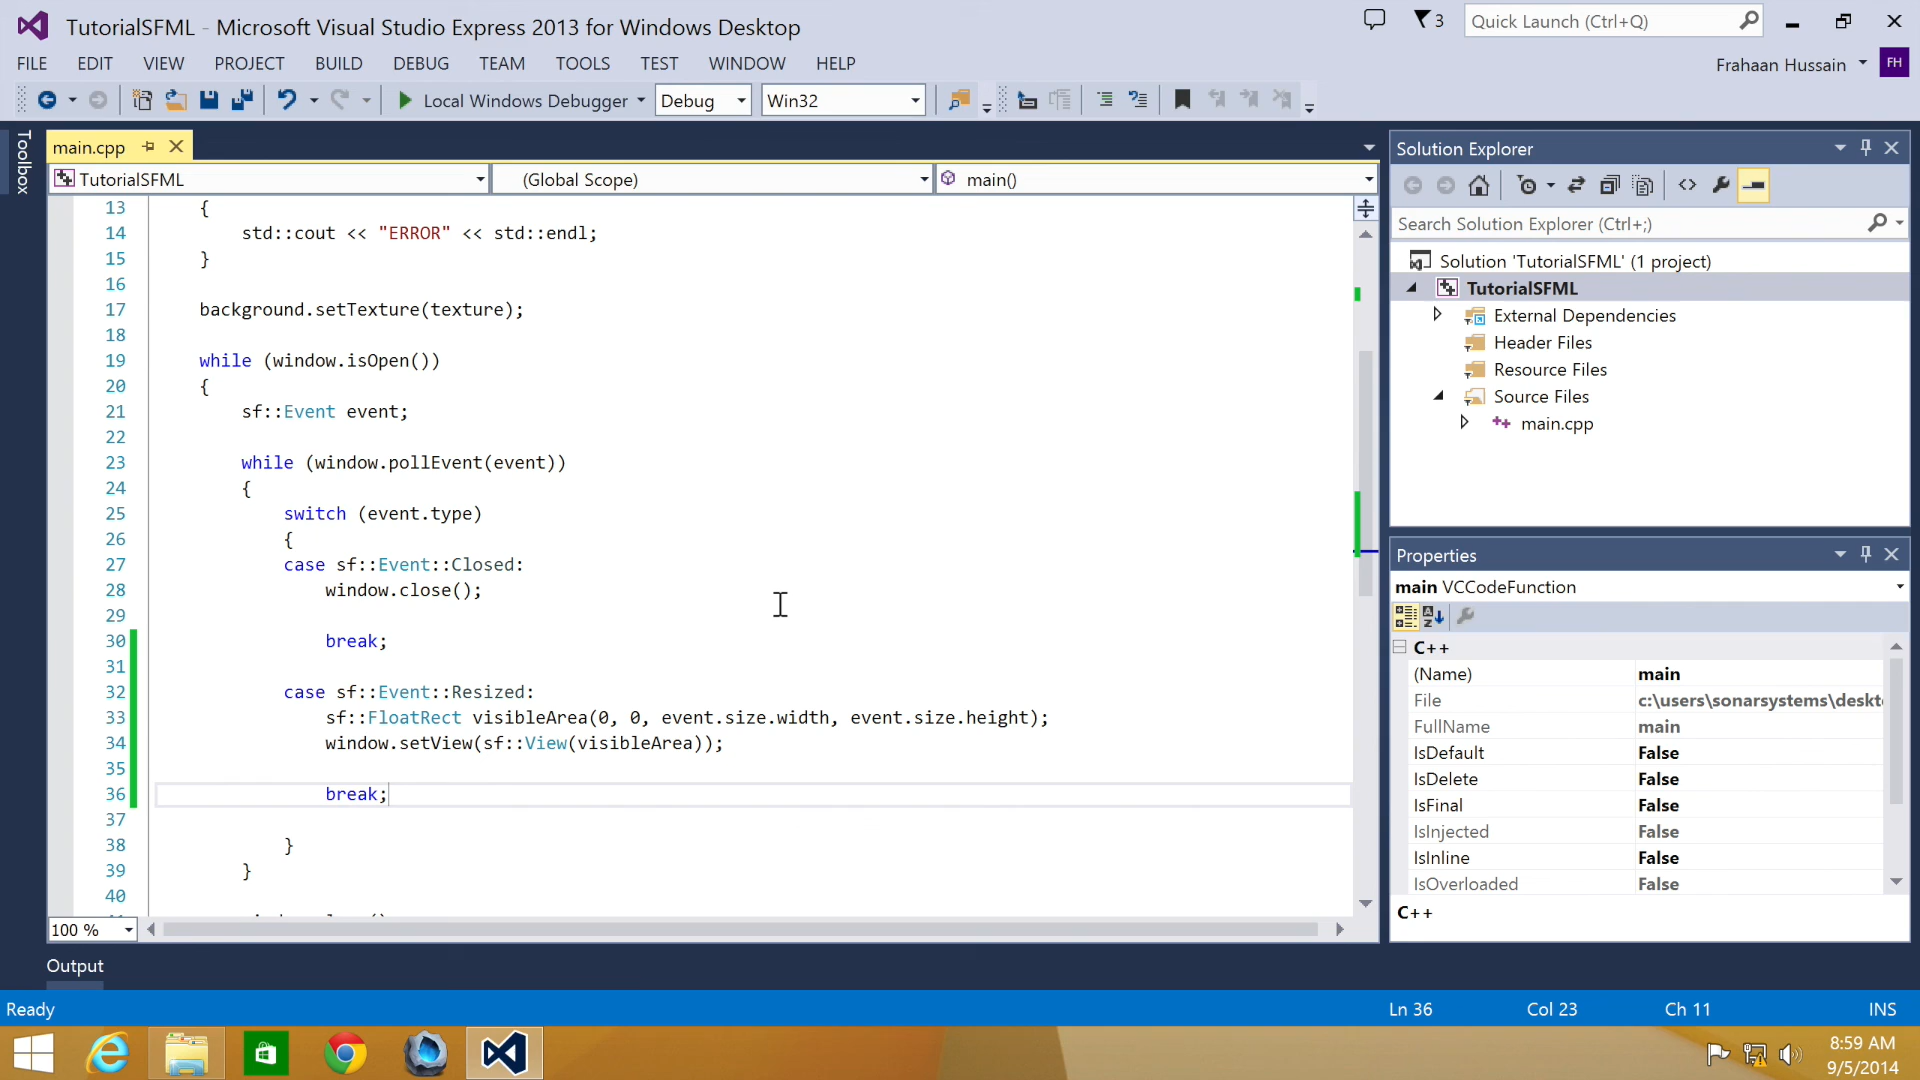 TutorialSFML - Microsoft Visual Studio Express 2013 for Windows Desktop
3
Quick Launch (Ctrl+Q)
FILE EDIT VIEW PROJECT BUILD DEBUG TEAM TOOLS TEST WINDOW HELP
Frahaan Hussain FH
Local Windows Debugger Debug Win32
Toolbox
main.cpp
TutorialSFML (Global Scope) main()
13 {
14 std::cout << "ERROR" << std::endl;
15 }
16
17 background.setTexture(texture);
18
19 while (window.isOpen())
20 {
21 sf::Event event;
22
23 while (window.pollEvent(event))
24 {
25 switch (event.type)
26 {
27 case sf::Event::Closed:
28 window.close();
29
30 break;
31
32 case sf::Event::Resized:
33 sf::FloatRect visibleArea(0, 0, event.size.width, event.size.height);
34 window.setView(sf::View(visibleArea));
35
36 break;
37
38 }
39 }
40
100 %
Solution Explorer
Search Solution Explorer (Ctrl+;)
Solution 'TutorialSFML' (1 project)
TutorialSFML
External Dependencies
Header Files
Resource Files
Source Files
main.cpp
Properties
main VCCodeFunction
C++
(Name) main
File c:\users\sonarsystems\deskt
FullName main
IsDefault False
IsDelete False
IsFinal False
IsInjected False
IsInline False
IsOverloaded False
C++
Output
Ready Ln 36 Col 23 Ch 11 INS
8:59 AM
9/5/2014